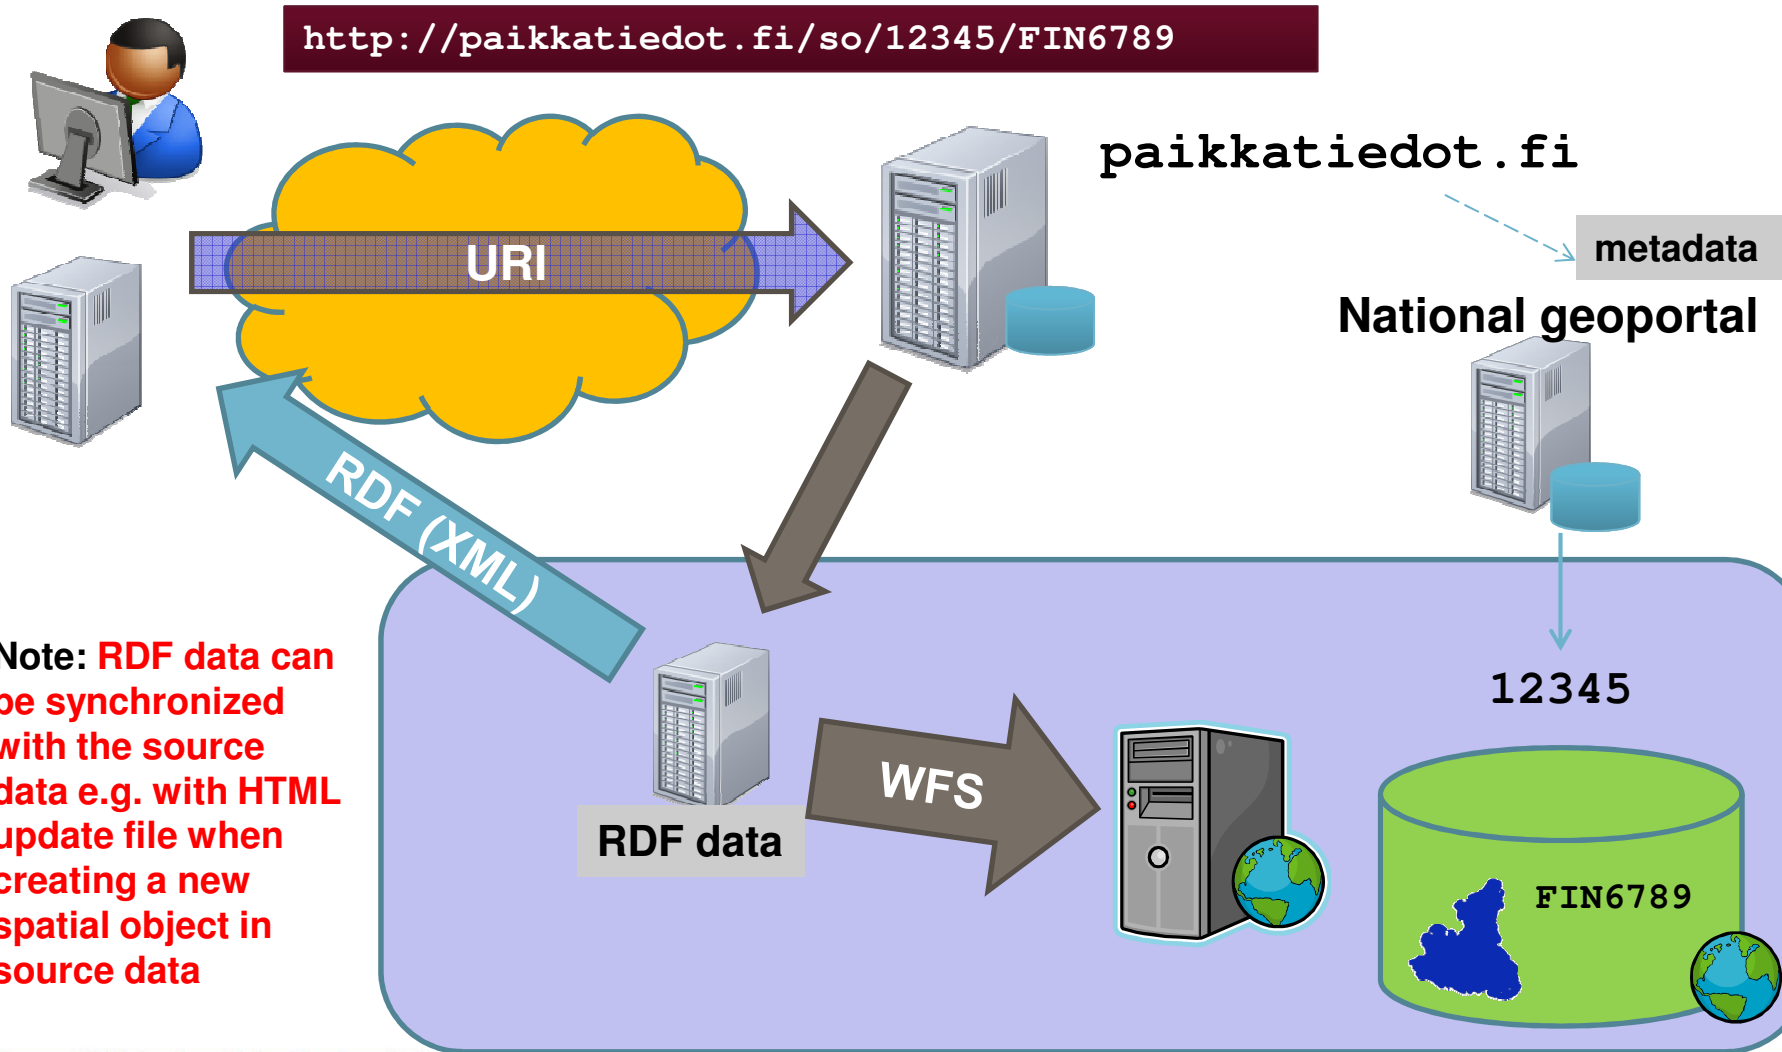 http://paikkatiedot.fi/so/12345/FIN6789
paikkatiedot.fi
URI
metadata
National geoportal
RDF (XML)
Note: RDF data can
be synchronized
with the source
data e.g. with HTML
update file when
creating a new
spatial object in
source data
12345
WFS
RDF data
FIN6789